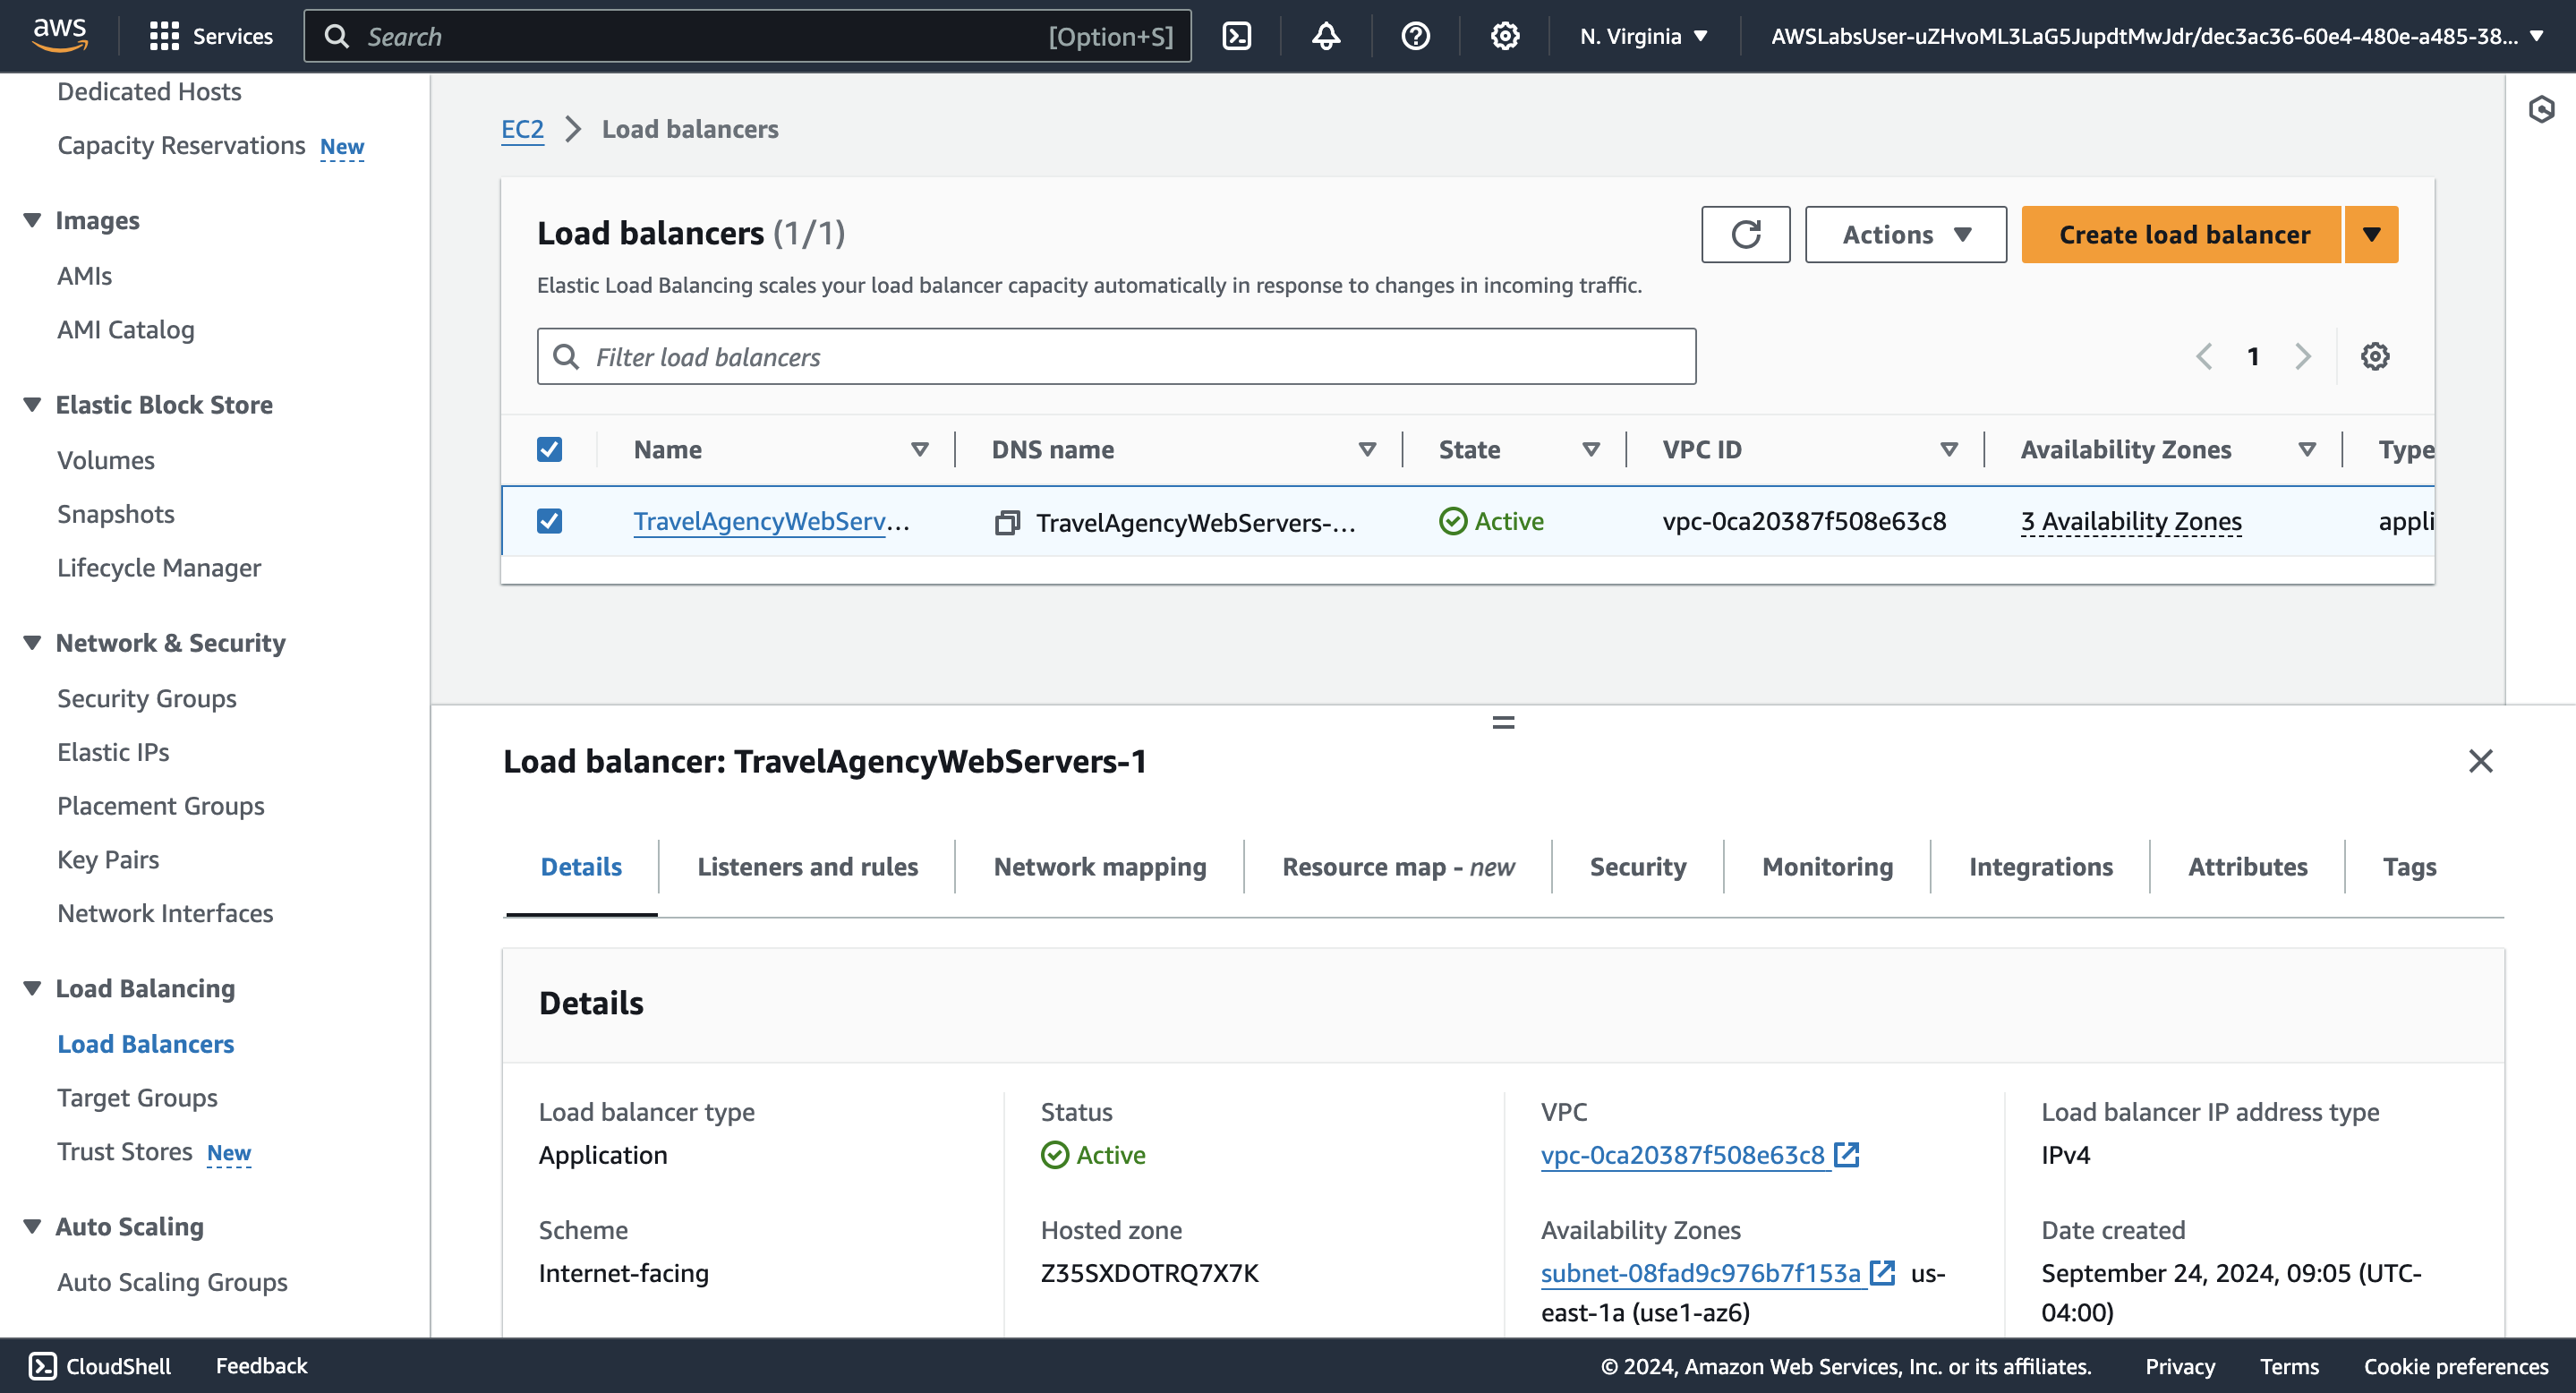 aws
Services
Search
[Option+S]
N. Virginia
AWSLabsUser-uZHvoML3LaG5JupdtMwJdr/dec3ac36-60e4-480e-a485-38...
Dedicated Hosts
Capacity Reservations New
Images
AMIs
AMI Catalog
Elastic Block Store
Volumes
Snapshots
Lifecycle Manager
Network & Security
Security Groups
Elastic IPs
Placement Groups
Key Pairs
Network Interfaces
Load Balancing
Load Balancers
Target Groups
Trust Stores New
Auto Scaling
Auto Scaling Groups
EC2 Load balancers
Load balancers (1/1)
Actions
Create load balancer
Elastic Load Balancing scales your load balancer capacity automatically in response to changes in incoming traffic.
Filter load balancers
1
Name DNS name State VPC ID Availability Zones Type
TravelAgencyWebServ... TravelAgencyWebServers-... Active vpc-0ca20387f508e63c8 3 Availability Zones appli
Load balancer: TravelAgencyWebServers-1
Details Listeners and rules Network mapping Resource map - new Security Monitoring Integrations Attributes Tags
Details
Load balancer type
Application
Scheme
Internet-facing
Status
Active
Hosted zone
Z35SXDOTRQ7X7K
VPC
vpc-0ca20387f508e63c8
Availability Zones
subnet-08fad9c976b7f153a us-
east-1a (use1-az6)
Load balancer IP address type
IPv4
Date created
September 24, 2024, 09:05 (UTC-
04:00)
CloudShell Feedback
© 2024, Amazon Web Services, Inc. or its affiliates. Privacy Terms Cookie preferences